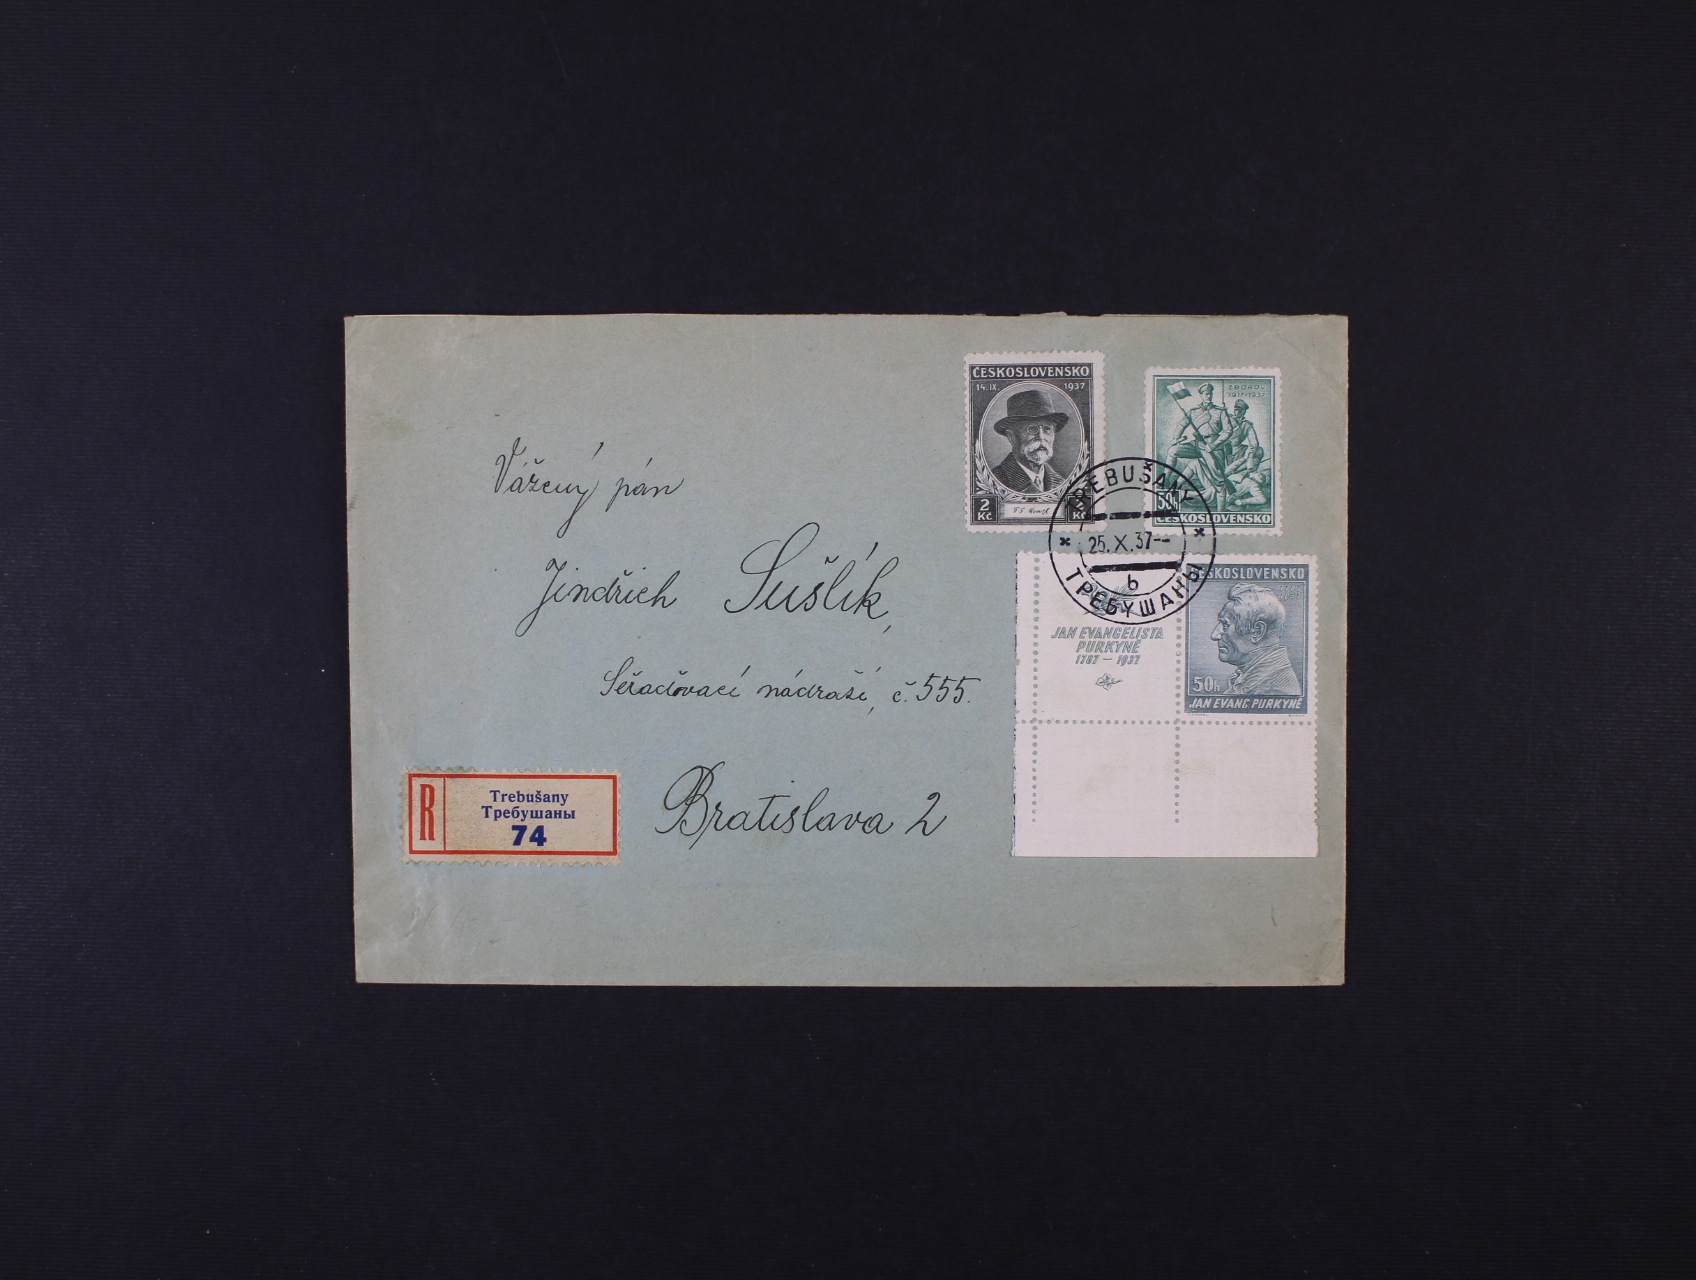 ČESKOSLOVENSKO
14.IX. 1937
2 Kč
ZBOROV
1917-1937
50h
ČESKOSLOVENSKO
TREBUŠANY
25.X.37--
6
ТРЕБУШАНЫ
ČESKOSLOVENSKO
JAN EVANGELISTA
PURKYNĚ
1787 – 1937
50h
JAN EVANG PURKYNĚ
Vážený pán
Jindřich Sušlík,
Seřaďovací nádraží, č. 555.
Bratislava 2
R
Trebušany
Требушаны
74